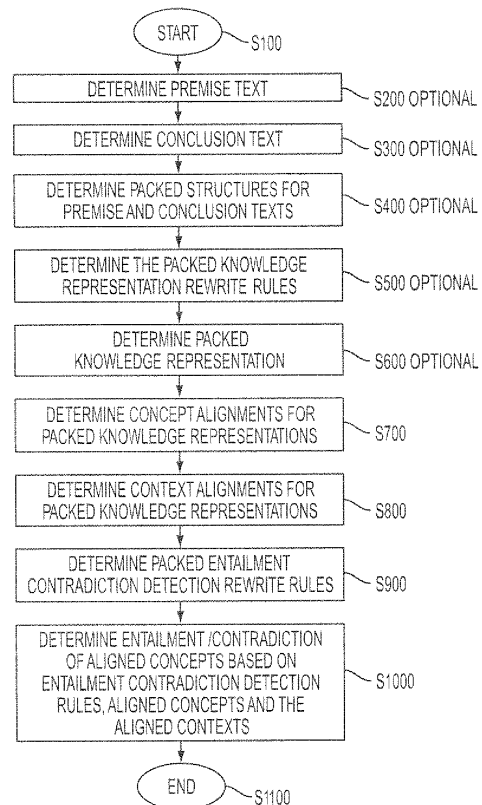 START
S100
DETERMINE PREMISE TEXT
S200 OPTIONAL
DETERMINE CONCLUSION TEXT
S300 OPTIONAL
DETERMINE PACKED STRUCTURES FOR
PREMISE AND CONCLUSION TEXTS
S400 OPTIONAL
DETERMINE THE PACKED KNOWLEDGE
REPRESENTATION REWRITE RULES
S500 OPTIONAL
DETERMINE PACKED
KNOWLEDGE REPRESENTATION
S600 OPTIONAL
DETERMINE CONCEPT ALIGNMENTS FOR
PACKED KNOWLEDGE REPRESENTATIONS
S700
DETERMINE CONTEXT ALIGNMENTS FOR
PACKED KNOWLEDGE REPRESENTATIONS
S800
DETERMINE PACKED ENTAILMENT
CONTRADICTION DETECTION REWRITE RULES
S900
DETERMINE ENTAILMENT /CONTRADICTION
OF ALIGNED CONCEPTS BASED ON
ENTAILMENT CONTRADICTION DETECTION
RULES, ALIGNED CONCEPTS AND THE
ALIGNED CONTEXTS
S1000
END
S1100